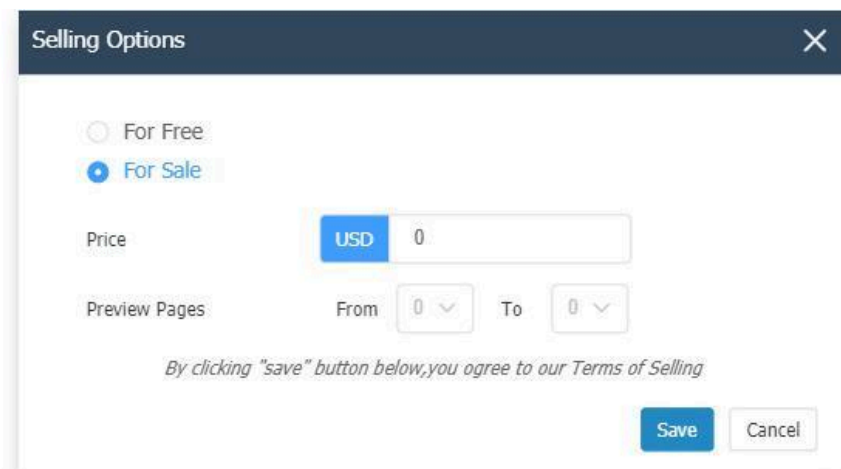 Selling Options
For Free
For Sale
Price USD 0
Preview Pages From 0 To 0
By clicking "save" button below,you ogree to our Terms of Selling
Save Cancel